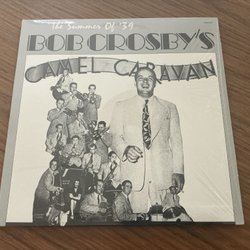 The Summer Of '39
BOB CROSBY'S
CAMEL CARAVAN